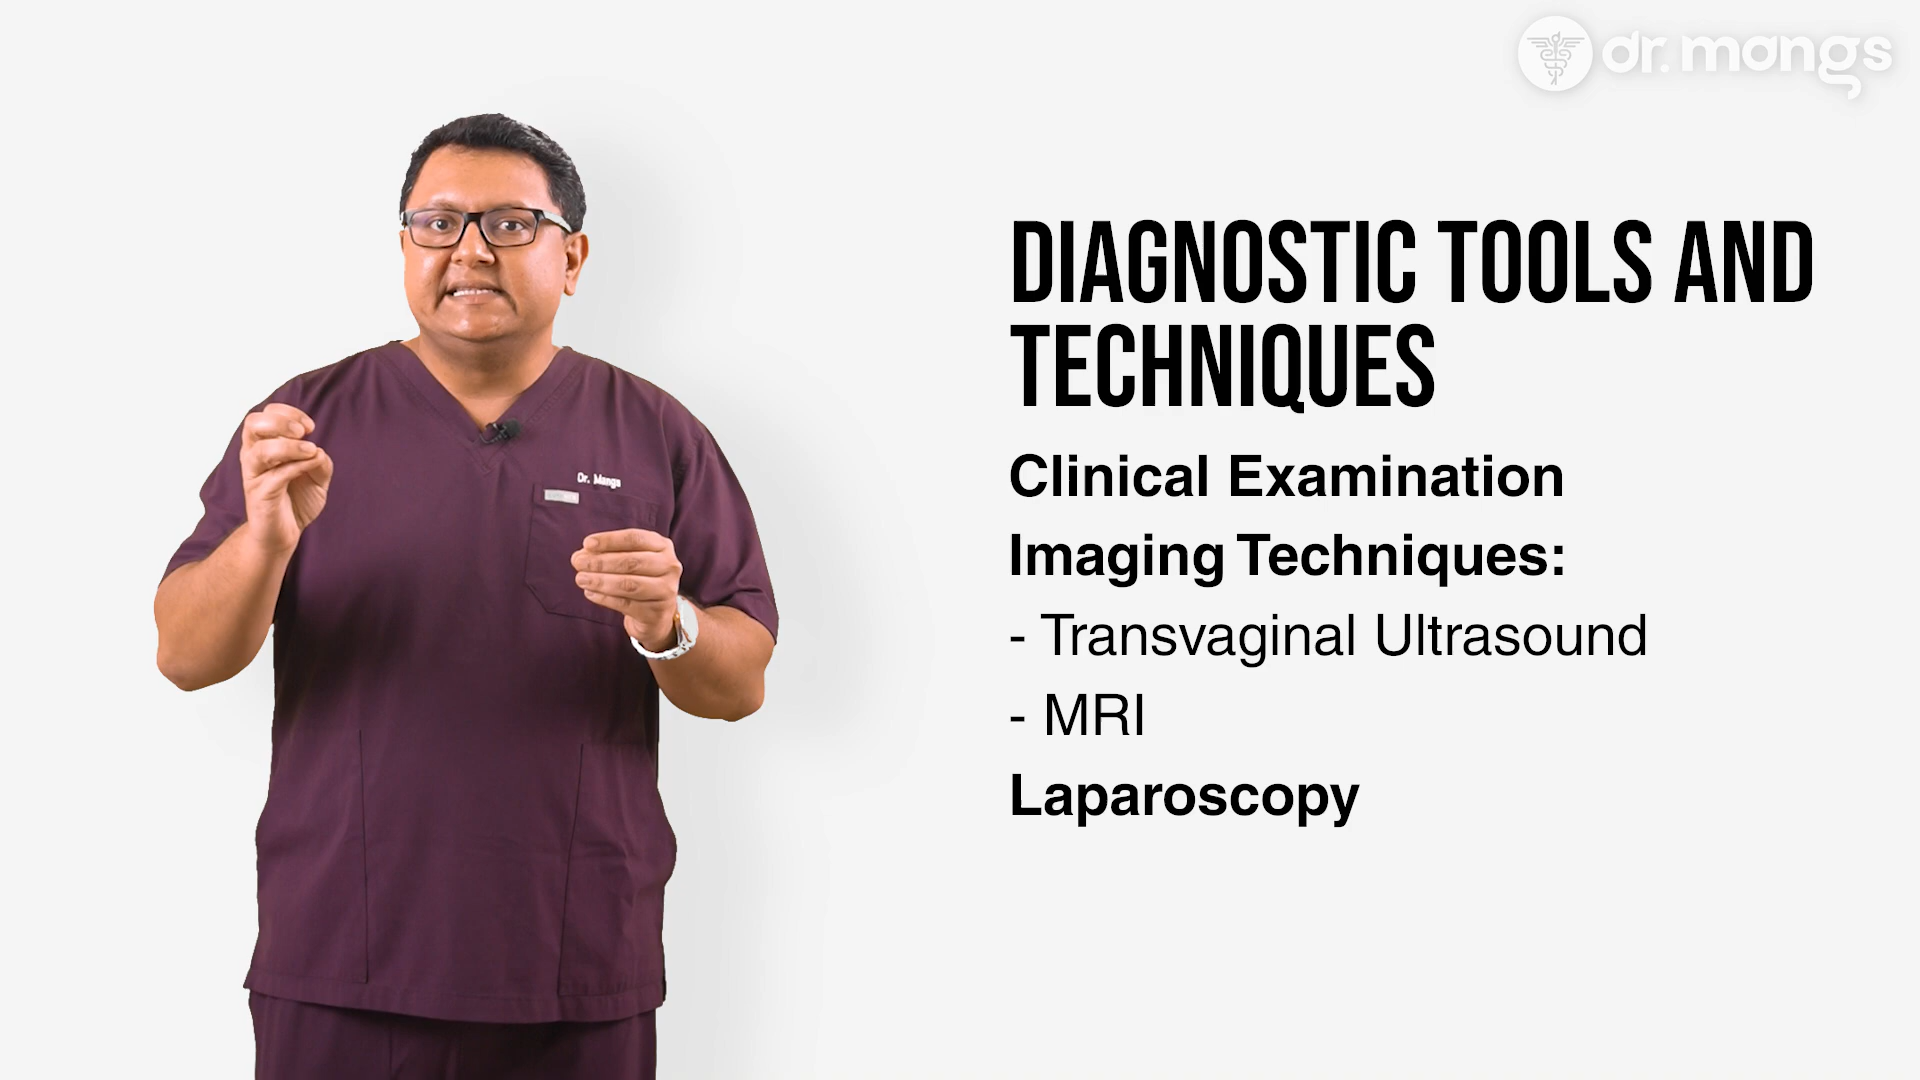 dr. mangs
DIAGNOSTIC TOOLS AND
TECHNIQUES
Clinical Examination
Imaging Techniques:
- Transvaginal Ultrasound
- MRI
Laparoscopy
Dr. Mangs